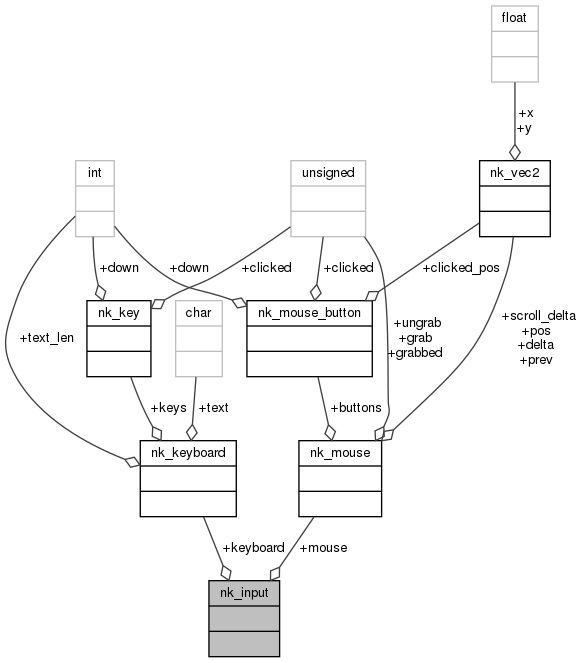 float
+x
+y
int
unsigned
nk_vec2
+down
+down
+clicked
+clicked
+clicked_pos
nk_key
char
nk_mouse_button
+text_len
+ungrab
+grab
+grabbed
+scroll_delta
+pos
+delta
+prev
+keys
+text
+buttons
nk_keyboard
nk_mouse
+keyboard
+mouse
nk_input